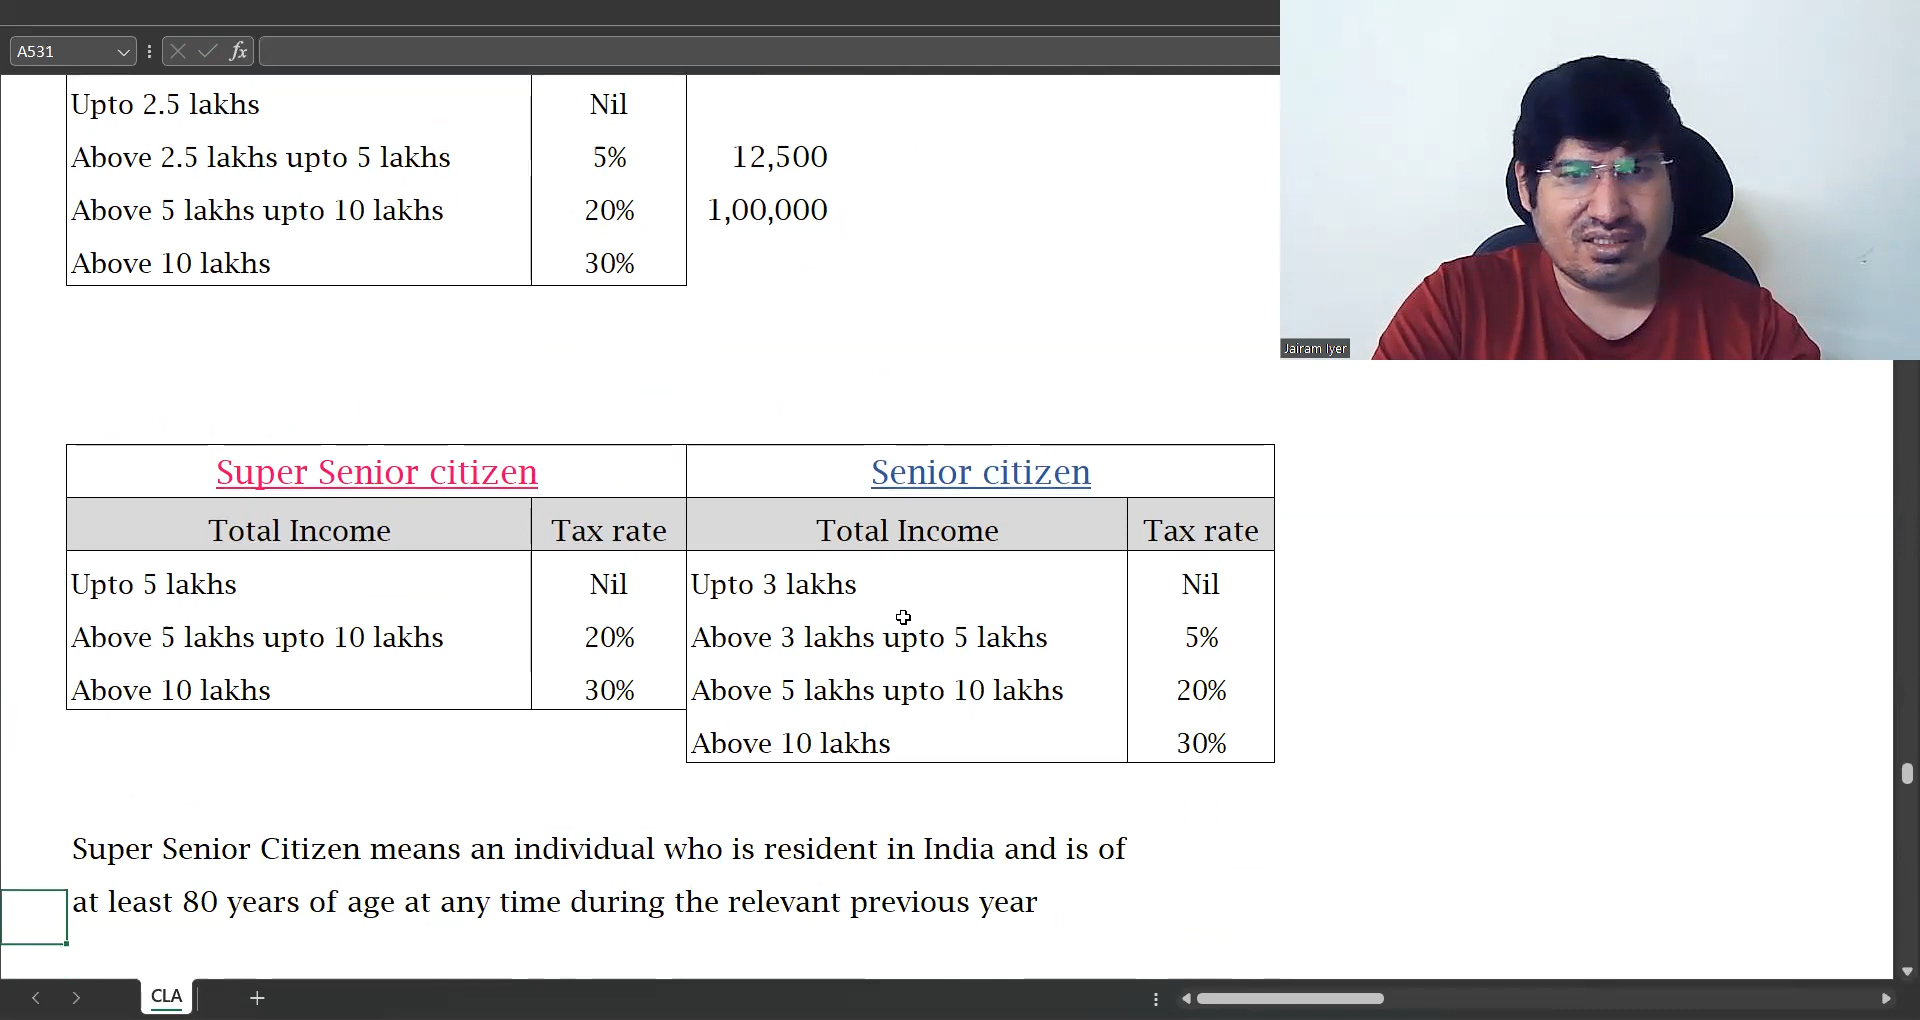 A531
fx
Upto 2.5 lakhs Nil
Above 2.5 lakhs upto 5 lakhs 5% 12,500
Above 5 lakhs upto 10 lakhs 20% 1,00,000
Above 10 lakhs 30%
Jairam Iyer
Super Senior citizen Senior citizen
Total Income Tax rate Total Income Tax rate
Upto 5 lakhs Nil Upto 3 lakhs Nil
Above 5 lakhs upto 10 lakhs 20% Above 3 lakhs upto 5 lakhs 5%
Above 10 lakhs 30% Above 5 lakhs upto 10 lakhs 20%
Above 10 lakhs 30%
Super Senior Citizen means an individual who is resident in India and is of
at least 80 years of age at any time during the relevant previous year
CLA